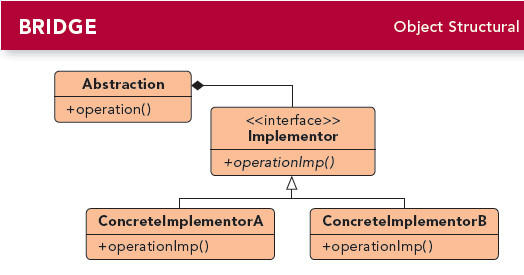 BRIDGE
Object Structural
Abstraction
+operation()
<<interface>>
Implementor
+operationImp()
ConcreteImplementorA
+operationImp()
ConcreteImplementorB
+operationImp()